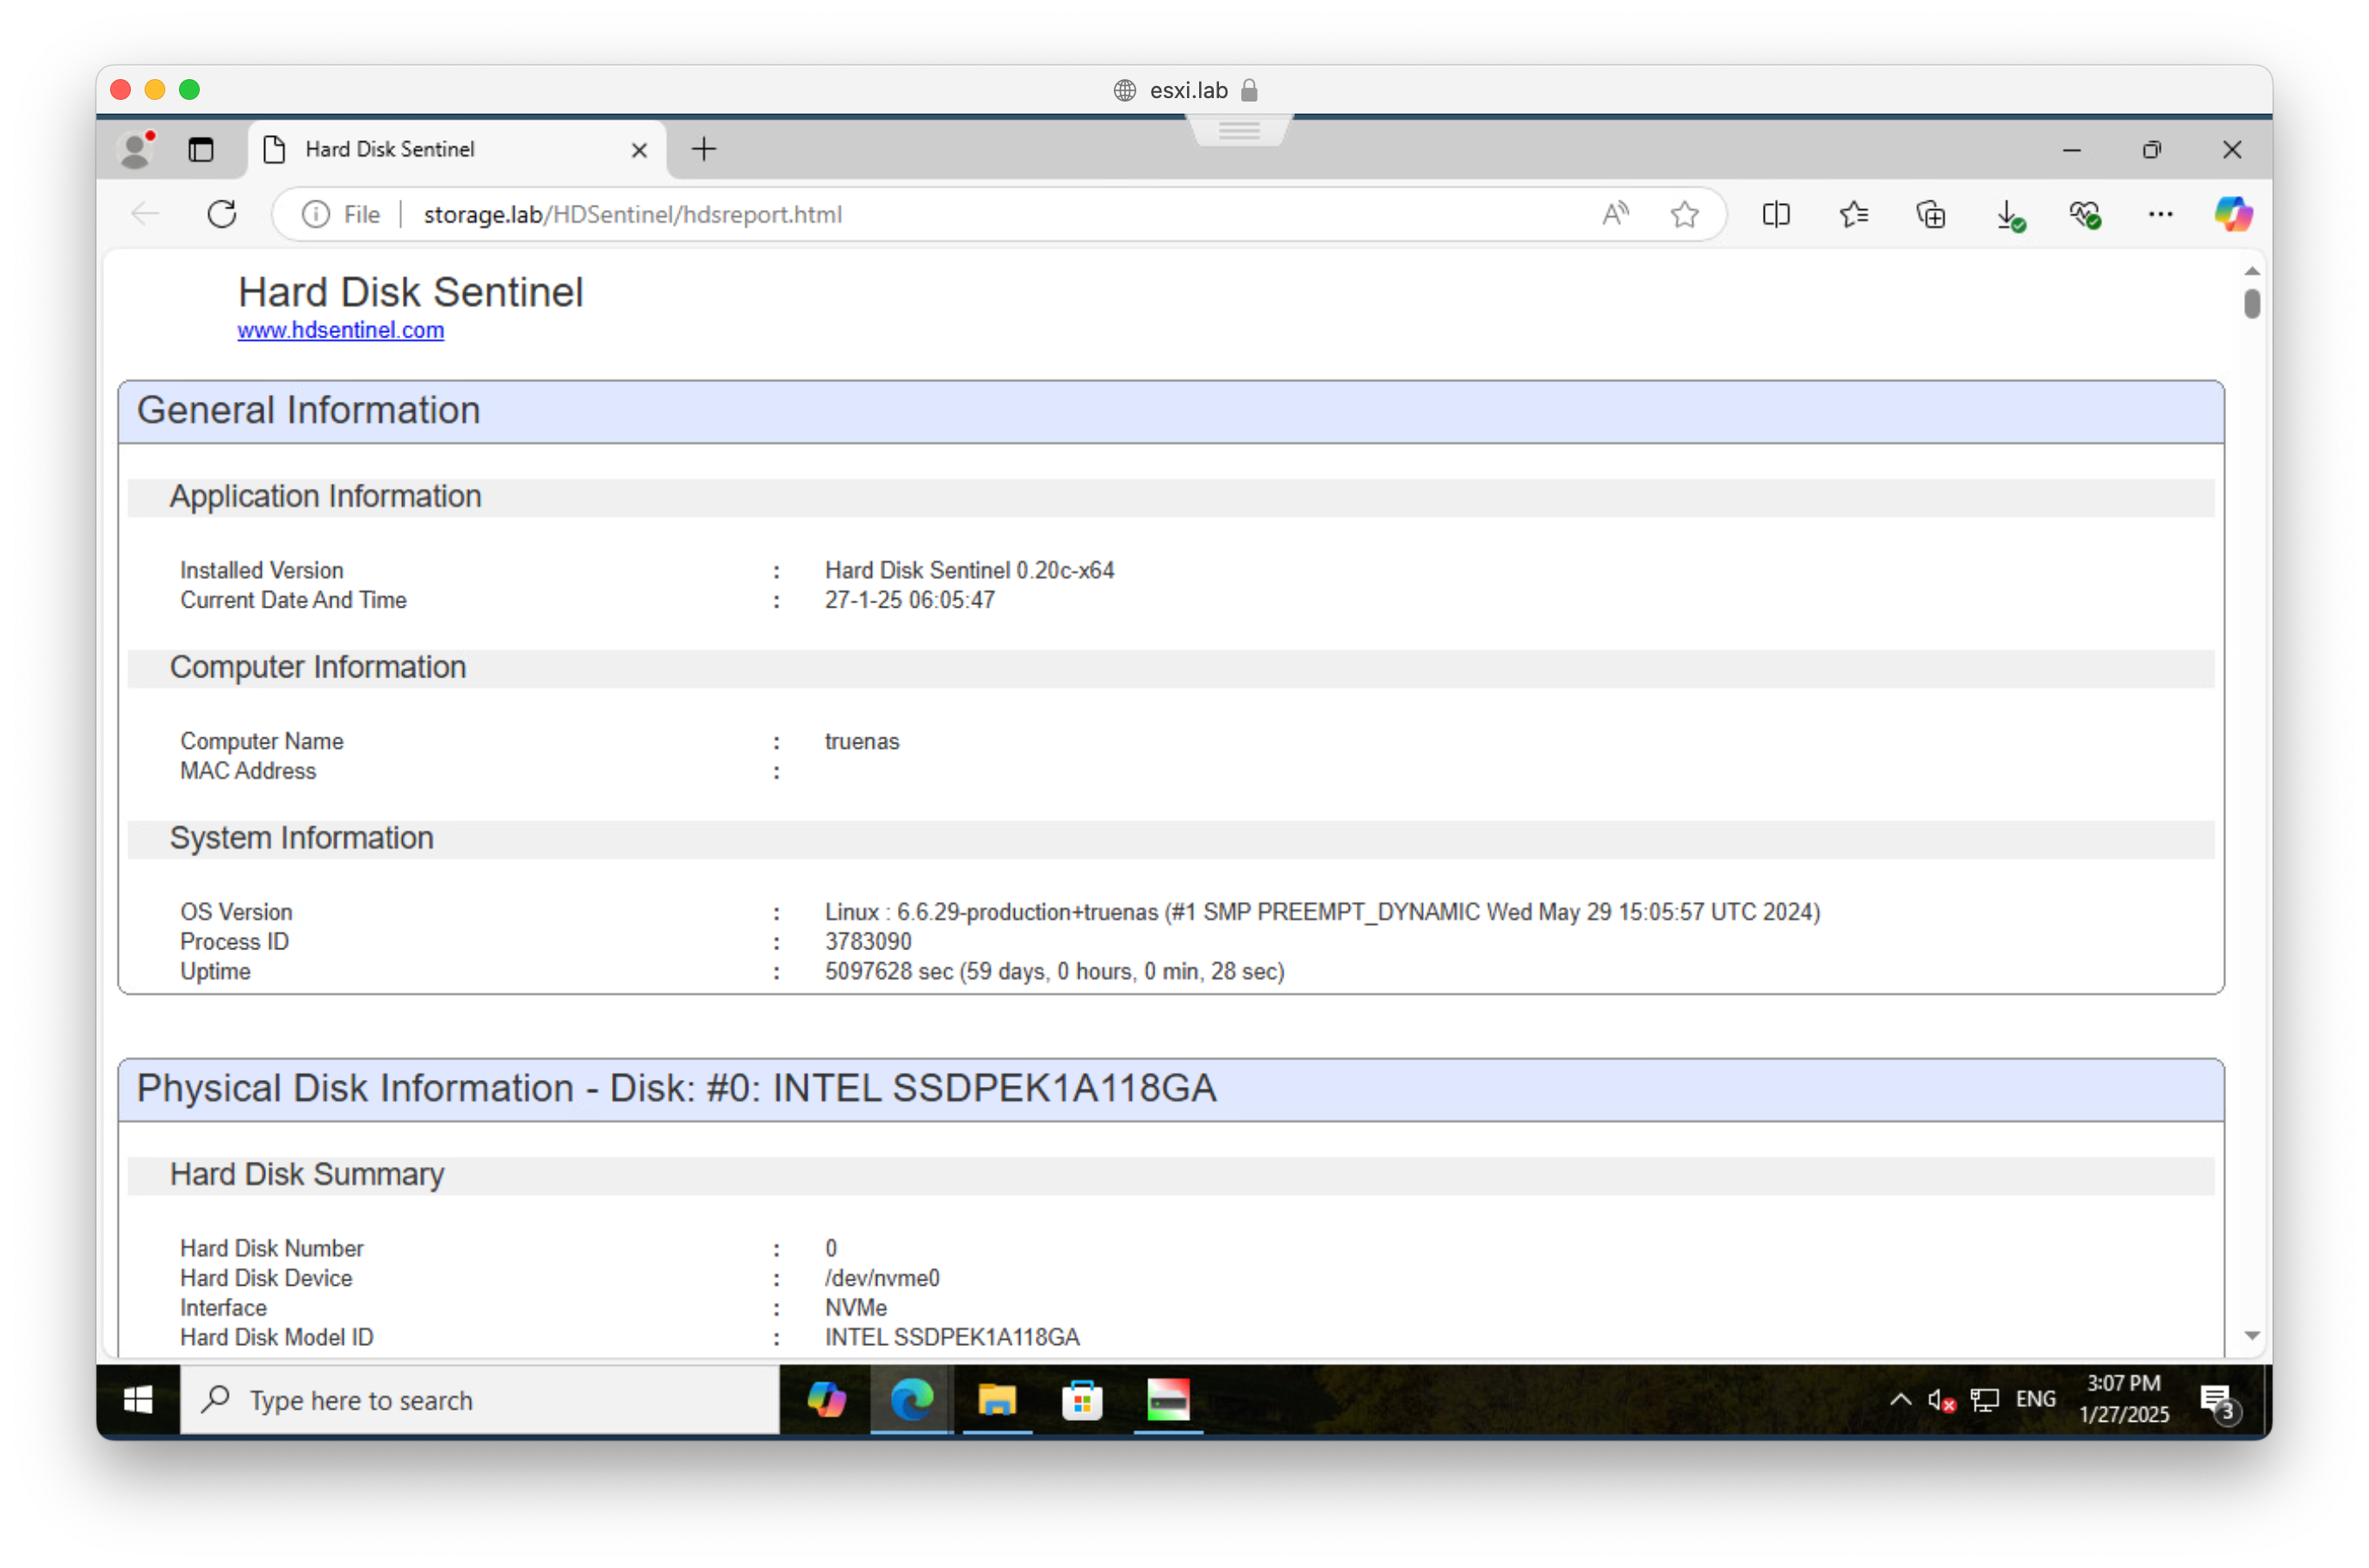 esxi.lab
Hard Disk Sentinel
File storage.lab/HDSentinel/hdsreport.html
Hard Disk Sentinel
www.hdsentinel.com
General Information
Application Information
Installed Version : Hard Disk Sentinel 0.20c-x64
Current Date And Time : 27-1-25 06:05:47
Computer Information
Computer Name : truenas
MAC Address :
System Information
OS Version : Linux : 6.6.29-production+truenas (#1 SMP PREEMPT_DYNAMIC Wed May 29 15:05:57 UTC 2024)
Process ID : 3783090
Uptime : 5097628 sec (59 days, 0 hours, 0 min, 28 sec)
Physical Disk Information - Disk: #0: INTEL SSDPEK1A118GA
Hard Disk Summary
Hard Disk Number : 0
Hard Disk Device : /dev/nvme0
Interface : NVMe
Hard Disk Model ID : INTEL SSDPEK1A118GA
Type here to search
ENG
3:07 PM
1/27/2025
3